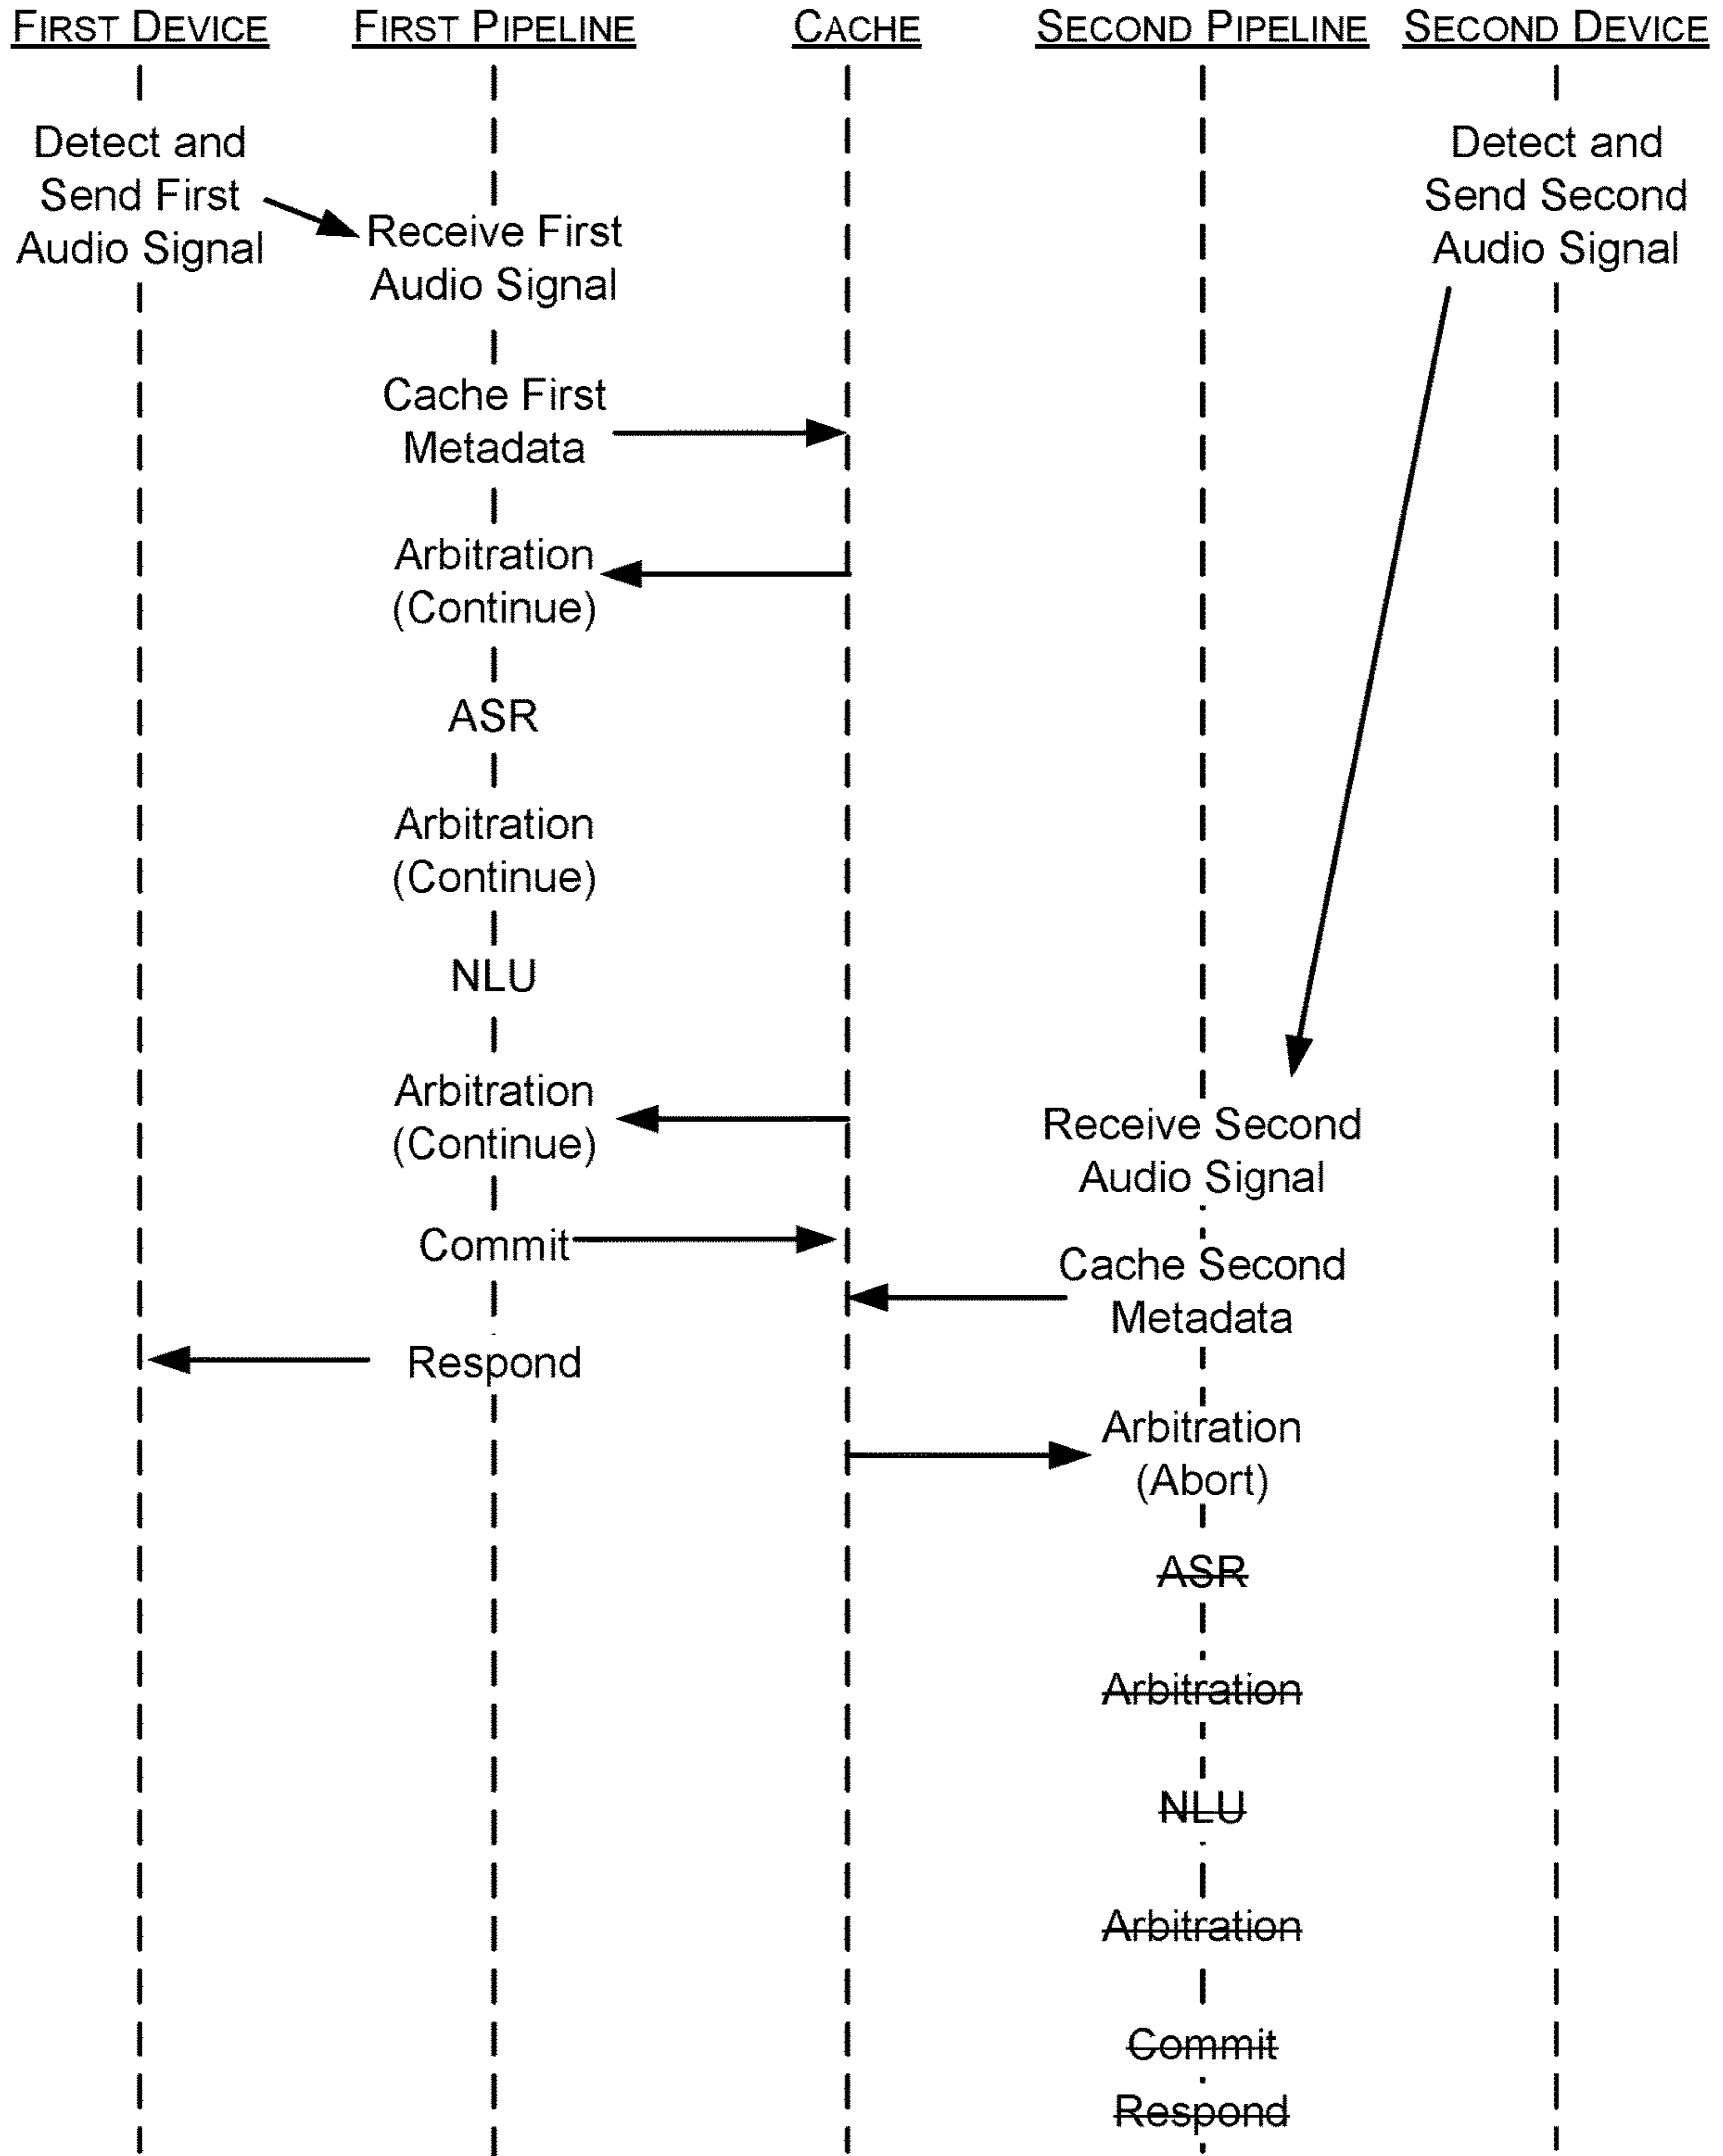 FIRST DEVICE FIRST PIPELINE CACHE SECOND PIPELINE SECOND DEVICE
Detect and
Send First
Audio Signal
Detect and
Send Second
Audio Signal
Receive First
Audio Signal
Cache First
Metadata
Arbitration
(Continue)
ASR
Arbitration
(Continue)
NLU
Arbitration
(Continue)
Receive Second
Audio Signal
Commit
Cache Second
Metadata
Respond
Arbitration
(Abort)
ASR
Arbitration
NLU
Arbitration
Commit
Respond